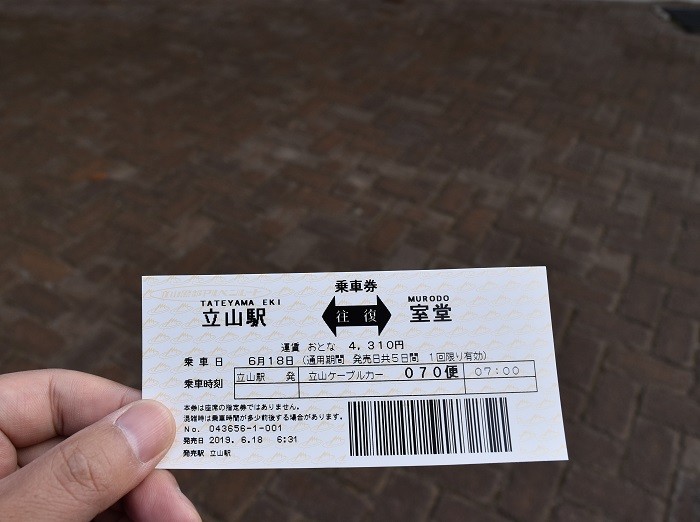 乗車券
TATEYAMA EKI MURODO
立山駅 往復 室堂
運賃 おとな 4,310円
乗車日 6月18日 (通用期間 発売日共5日間 1回限り有効)
乗車時刻 立山駅 発 立山ケーブルカー 070便 07:00
本券は座席の指定券ではありません。
混雑時は乗車時間が多少前後する場合があります。
No. 043656-1-001
発売日 2019. 6.18 6:31
発売駅 立山駅